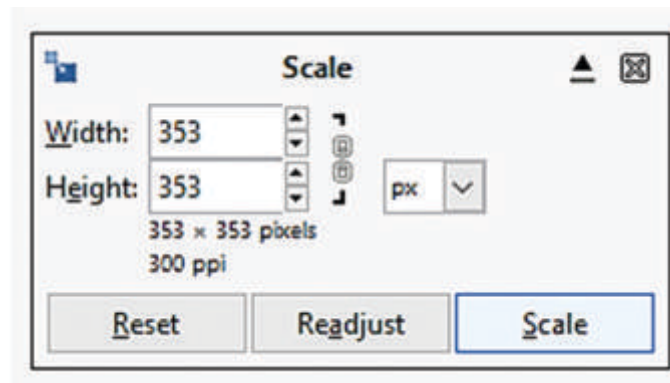 Scale
Width: 353
Height: 353 px
353 × 353 pixels
300 ppi
Reset Readjust Scale